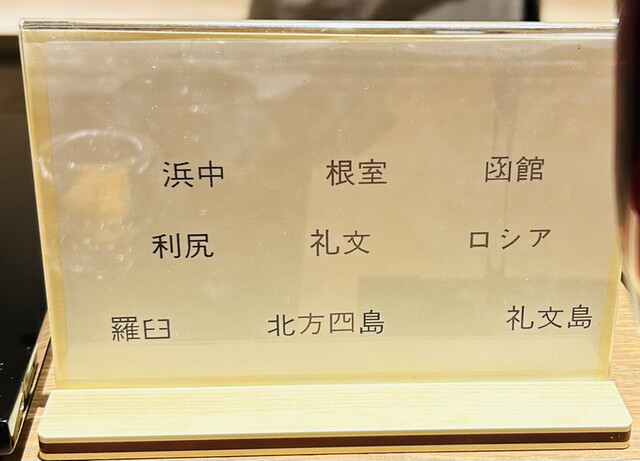 浜中 根室 函館
利尻 礼文 ロシア
羅臼 北方四島 礼文島